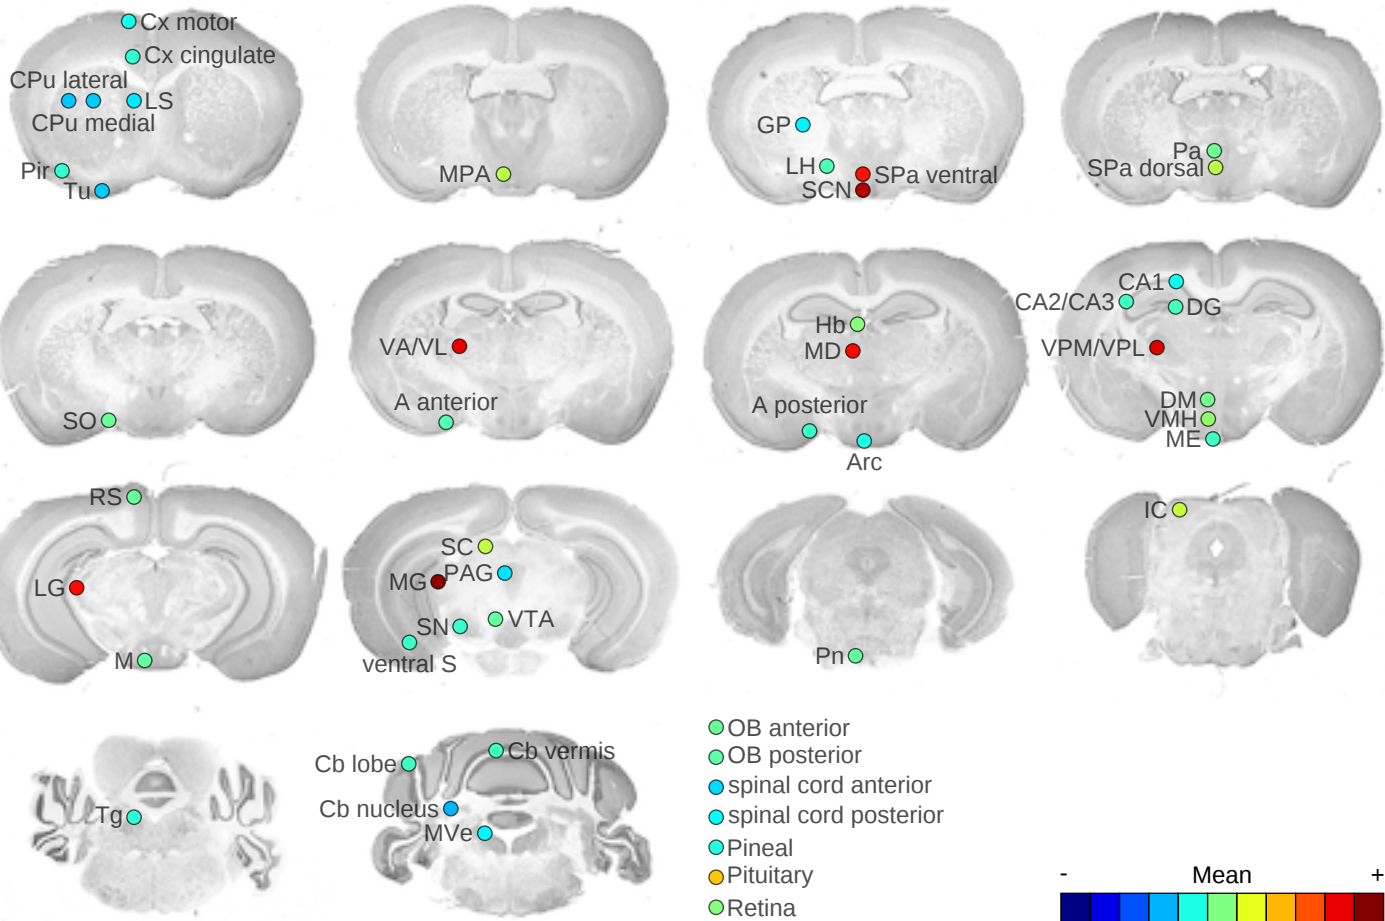 Cx motor
Cx cingulate
CPu lateral
LS
CPu medial
Pir
Tu
MPA
GP
LH
SPa ventral
SCN
Pa
SPa dorsal
SO
VA/VL
A anterior
Hb
MD
A posterior
Arc
CA1
CA2/CA3
DG
VPM/VPL
DM
VMH
ME
RS
LG
M
SC
MG
PAG
SN
VTA
ventral S
Pn
IC
Tg
Cb lobe
Cb vermis
Cb nucleus
MVe
OB anterior
OB posterior
spinal cord anterior
spinal cord posterior
Pineal
Pituitary
Retina
- Mean +